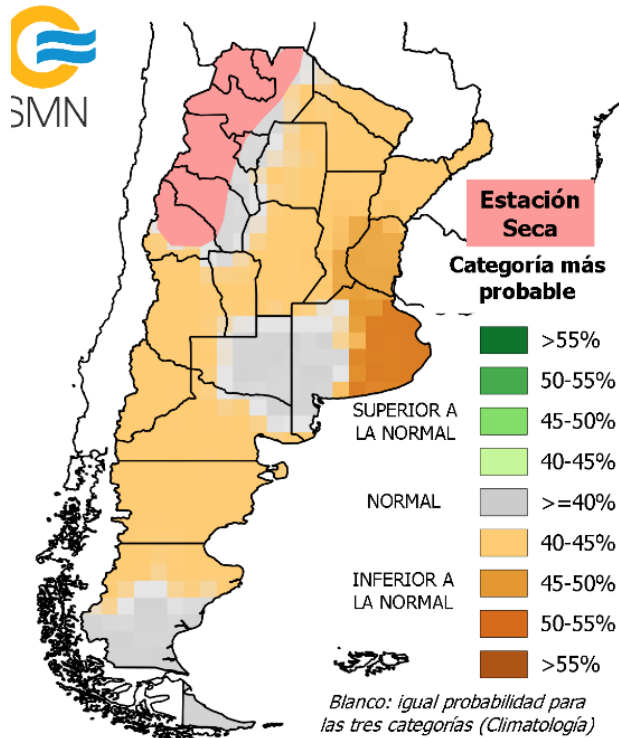 SMN
Estación
Seca
Categoría más
probable
>55%
50-55%
45-50%
SUPERIOR A
LA NORMAL
40-45%
NORMAL
>=40%
40-45%
INFERIOR A
LA NORMAL
45-50%
50-55%
>55%
Blanco: igual probabilidad para
las tres categorías (Climatología)